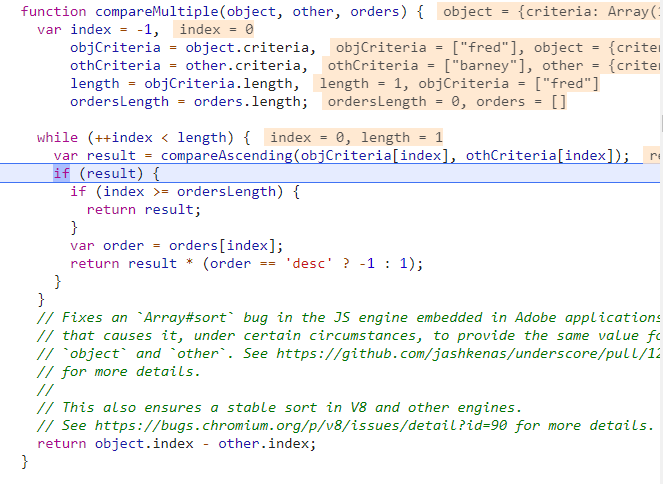 function compareMultiple(object, other, orders) { object = {criteria: Array(
var index = -1, index = 0
objCriteria = object.criteria, objCriteria = ["fred"], object = {crite
othCriteria = other.criteria, othCriteria = ["barney"], other = {crite
length = objCriteria.length, length = 1, objCriteria = ["fred"]
ordersLength = orders.length; ordersLength = 0, orders = []
while (++index < length) { index = 0, length = 1
var result = compareAscending(objCriteria[index], othCriteria[index]); re
if (result) {
if (index >= ordersLength) {
return result;
}
var order = orders[index];
return result * (order == 'desc' ? -1 : 1);
}
}
// Fixes an `Array#sort` bug in the JS engine embedded in Adobe applications
// that causes it, under certain circumstances, to provide the same value fo
// `object` and `other`. See https://github.com/jashkenas/underscore/pull/12
// for more details.
//
// This also ensures a stable sort in V8 and other engines.
// See https://bugs.chromium.org/p/v8/issues/detail?id=90 for more details.
return object.index - other.index;
}